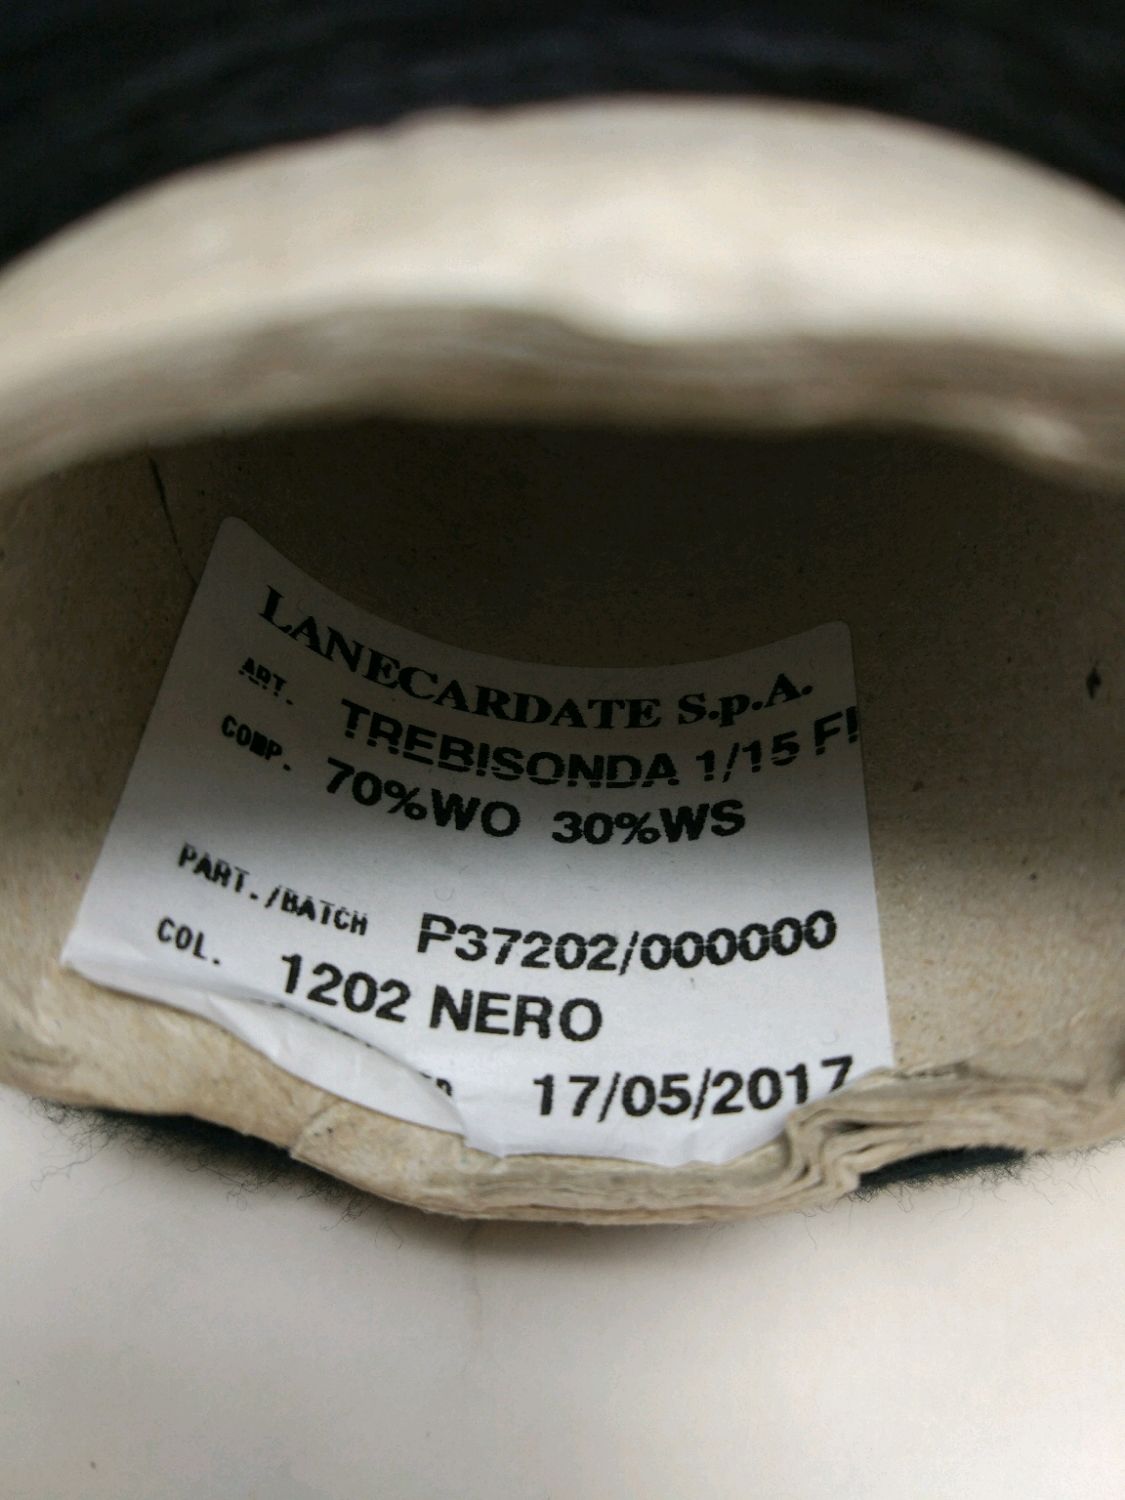 LANECARDATE S.p.A.
ART. TREBISONDA 1/15 FI
COMP. 70%WO 30%WS
PART./BATCH P37202/000000
COL. 1202 NERO
17/05/2017